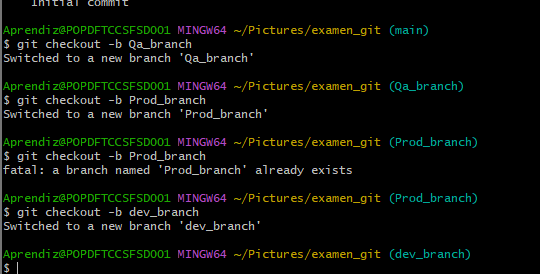 Initial commit
Aprendiz@POPDFTCCSFSD001 MINGW64 ~/Pictures/examen_git (main)
$ git checkout -b Qa_branch
Switched to a new branch 'Qa_branch'
Aprendiz@POPDFTCCSFSD001 MINGW64 ~/Pictures/examen_git (Qa_branch)
$ git checkout -b Prod_branch
Switched to a new branch 'Prod_branch'
Aprendiz@POPDFTCCSFSD001 MINGW64 ~/Pictures/examen_git (Prod_branch)
$ git checkout -b Prod_branch
fatal: a branch named 'Prod_branch' already exists
Aprendiz@POPDFTCCSFSD001 MINGW64 ~/Pictures/examen_git (Prod_branch)
$ git checkout -b dev_branch
Switched to a new branch 'dev_branch'
Aprendiz@POPDFTCCSFSD001 MINGW64 ~/Pictures/examen_git (dev_branch)
$